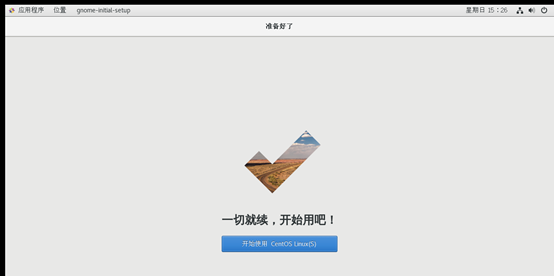 应用程序 位置 gnome-initial-setup 星期日 15：26
准备好了
一切就续，开始用吧！
开始使用 CentOS Linux(S)